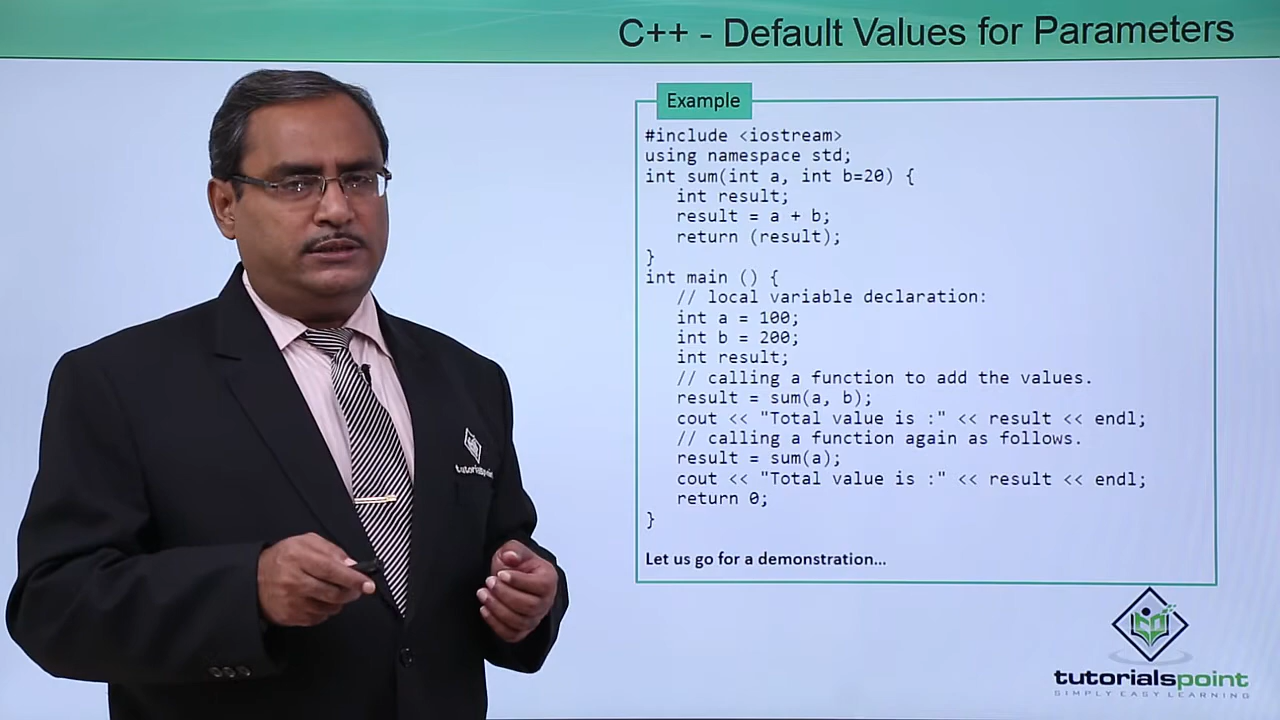 C++ - Default Values for Parameters
Example
#include <iostream>
using namespace std;
int sum(int a, int b=20) {
   int result;
   result = a + b;
   return (result);
}
int main () {
   // local variable declaration:
   int a = 100;
   int b = 200;
   int result;
   // calling a function to add the values.
   result = sum(a, b);
   cout << "Total value is :" << result << endl;
   // calling a function again as follows.
   result = sum(a);
   cout << "Total value is :" << result << endl;
   return 0;
}
Let us go for a demonstration...
tutorialspoint
tutorialspoint
SIMPLY EASY LEARNING